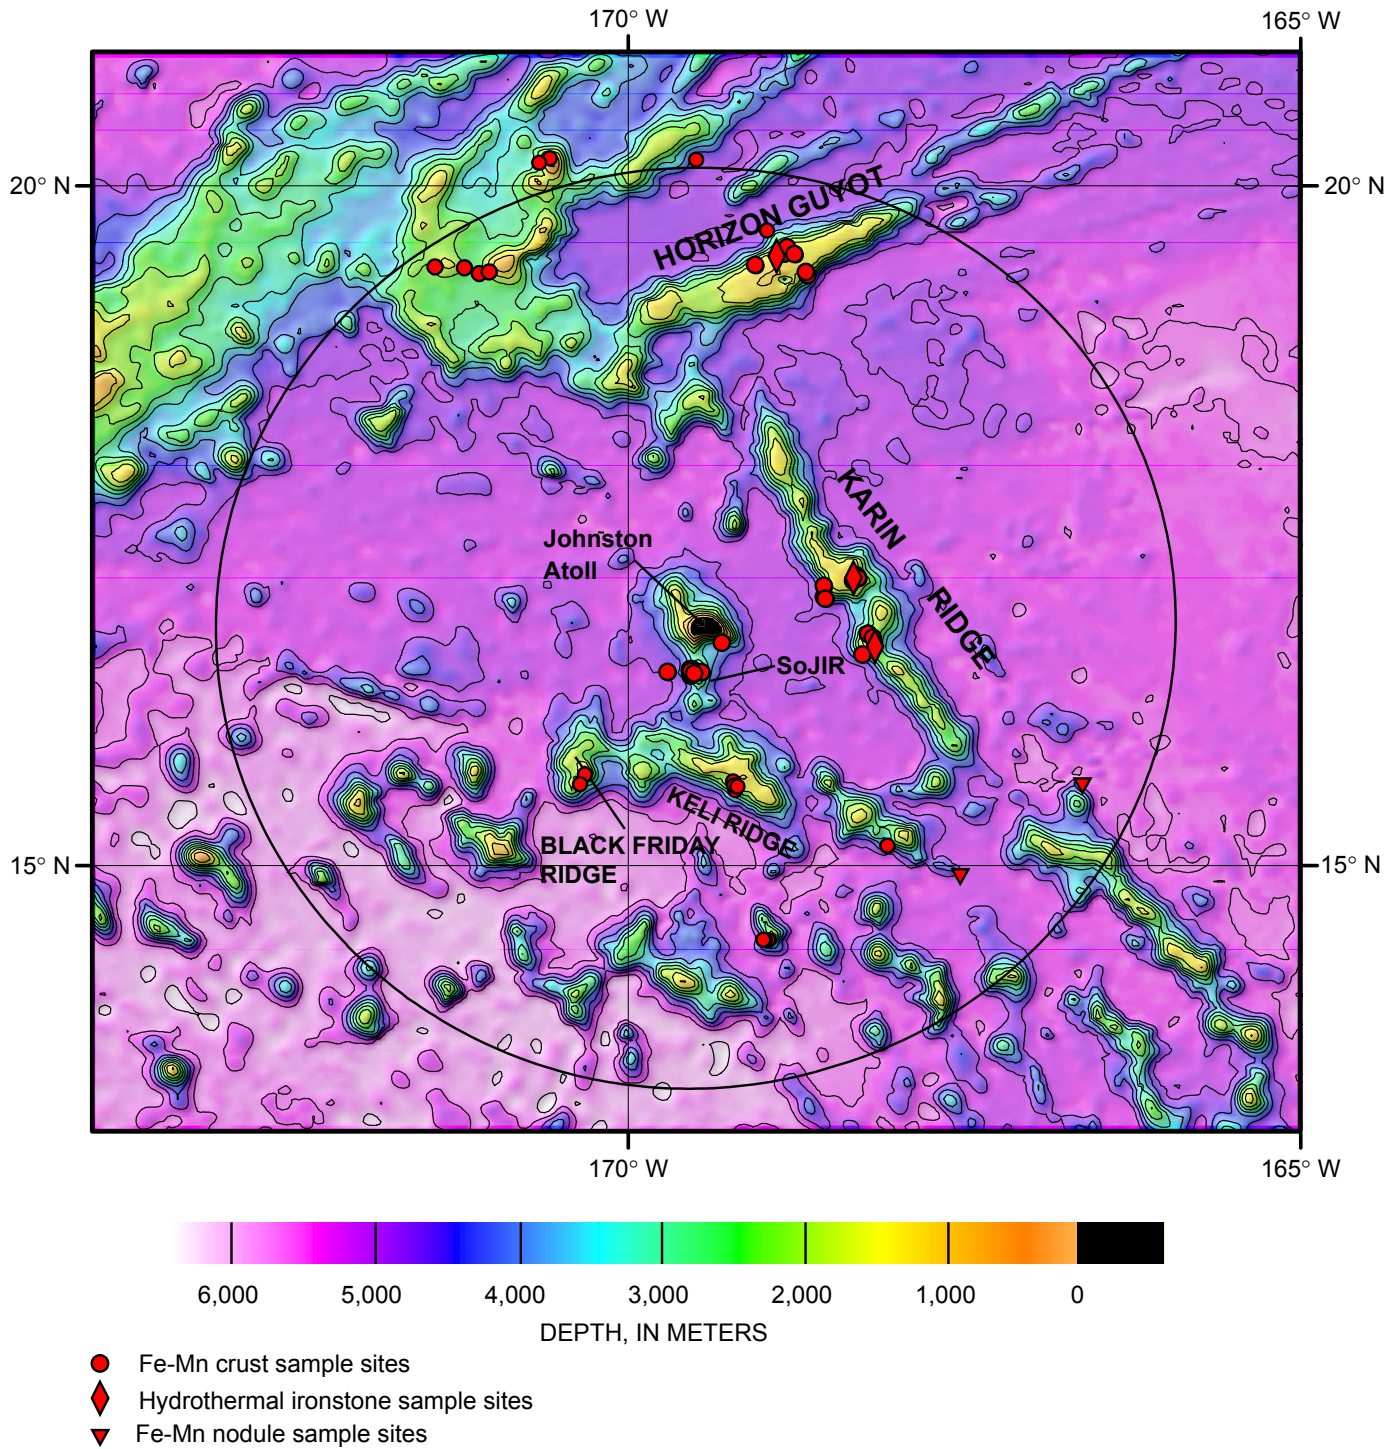 170° W
165° W
20° N
20° N
HORIZON GUYOT
KARIN
RIDGE
Johnston
Atoll
SoJIR
KELI RIDGE
BLACK FRIDAY
RIDGE
15° N
15° N
170° W
165° W
6,000 5,000 4,000 3,000 2,000 1,000 0
DEPTH, IN METERS
Fe-Mn crust sample sites
Hydrothermal ironstone sample sites
Fe-Mn nodule sample sites